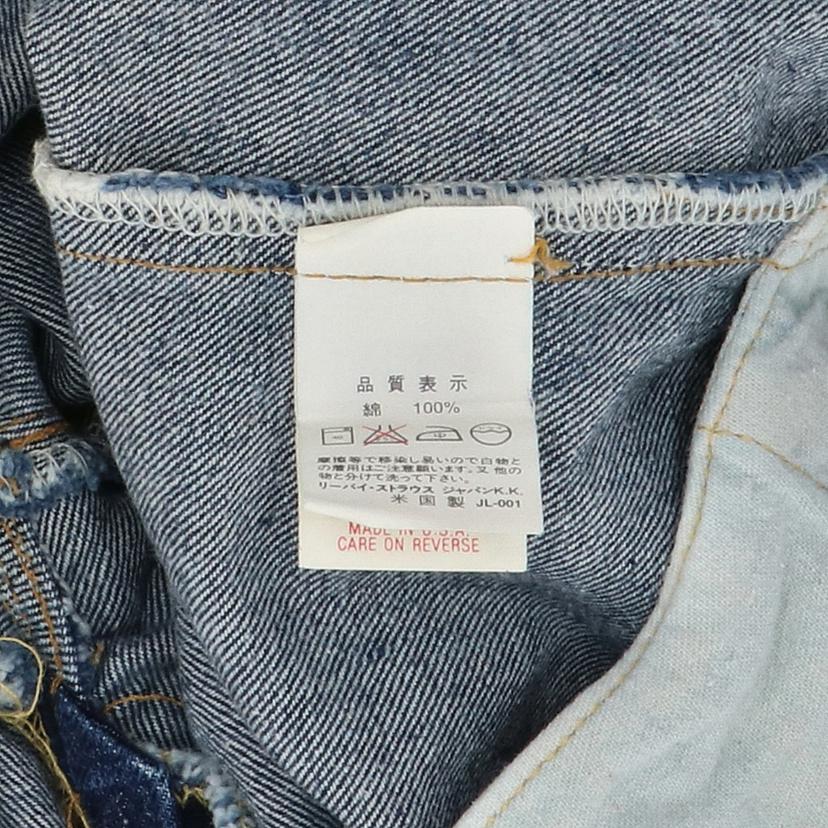 品質表示
綿 100%
摩擦等で移染し易いので白物と
の着用はご注意願います。又他の
物と分けて洗って下さい。
リーバイ・ストラウス ジャパンK.K.
米国製 JL-001
MADE IN U.S.A.
CARE ON REVERSE